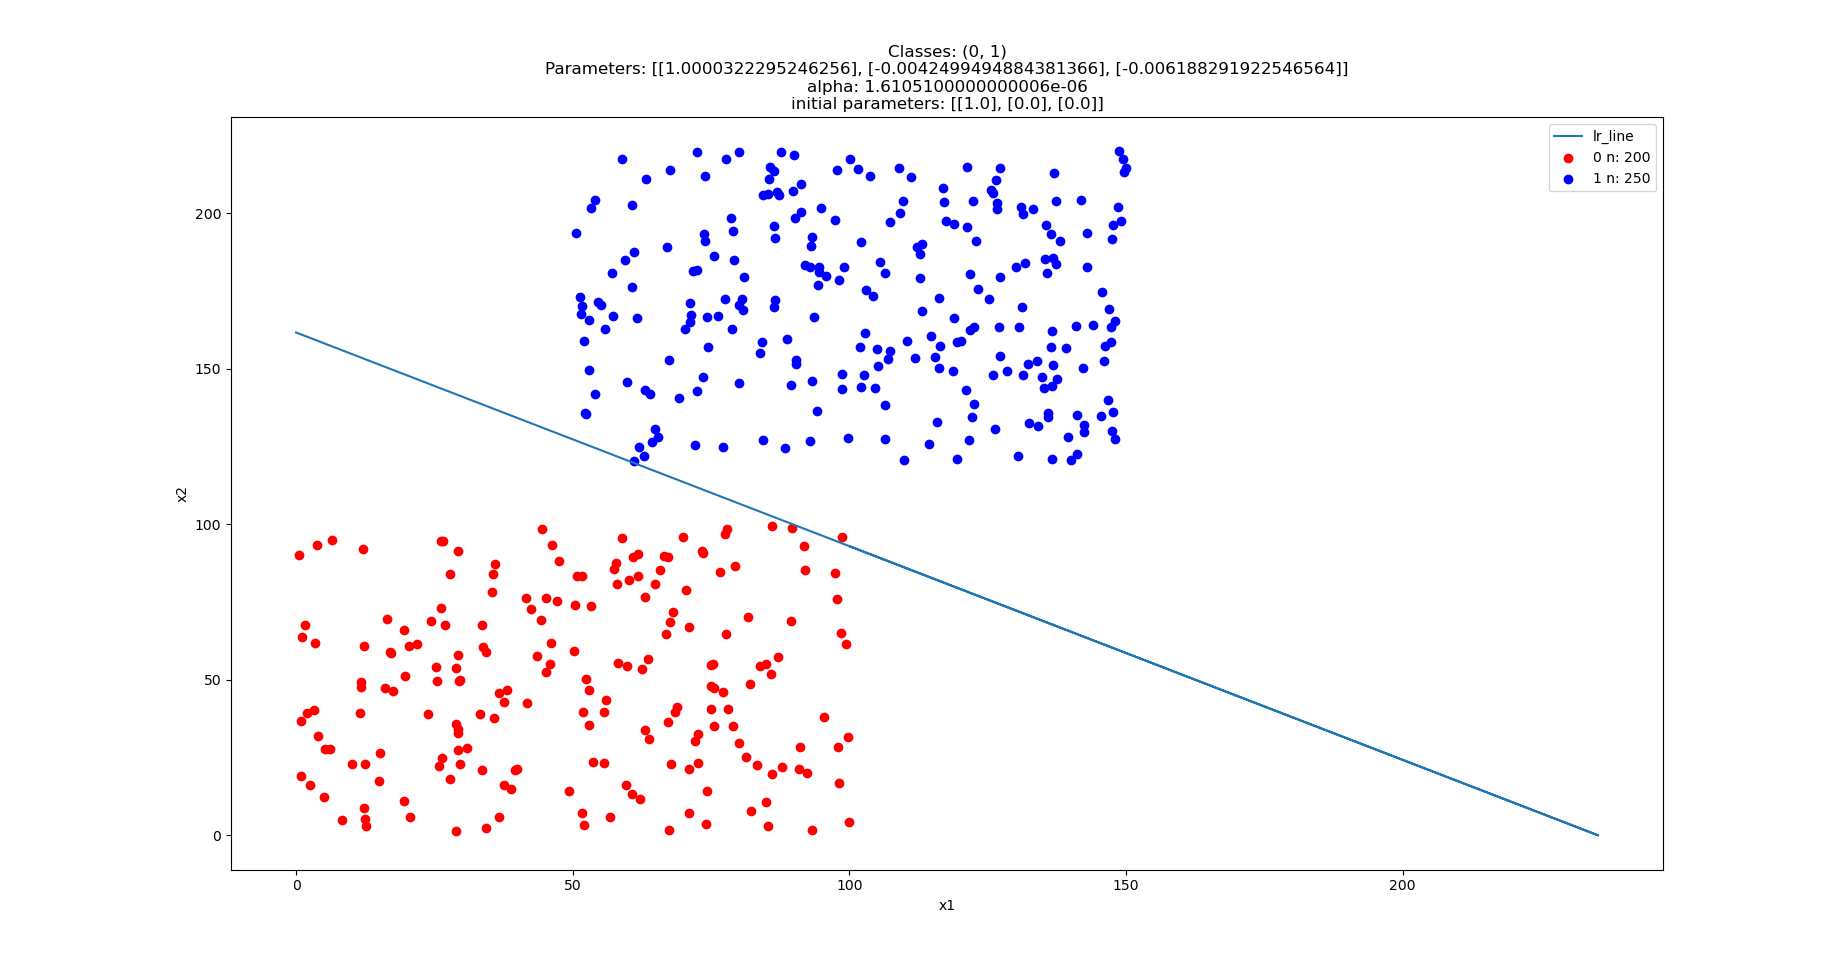 Classes: (0, 1)
Parameters: [[1.0000322295246256], [-0.0042499494884381366], [-0.006188291922546564]]
alpha: 1.6105100000000006e-06
initial parameters: [[1.0], [0.0], [0.0]]
lr_line
0 n: 200
1 n: 250
200
150
100
50
0
x2
0
50
100
150
200
x1